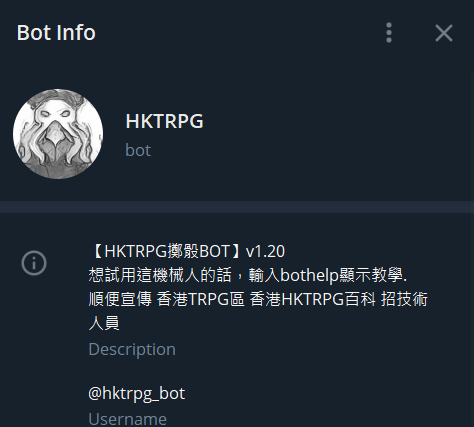 Bot Info
HKTRPG
bot
【HKTRPG擲骰BOT】v1.20
想試用這機械人的話，輸入bothelp顯示教學.
順便宣傳 香港TRPG區 香港HKTRPG百科 招技術
人員
Description
@hktrpg_bot
Username